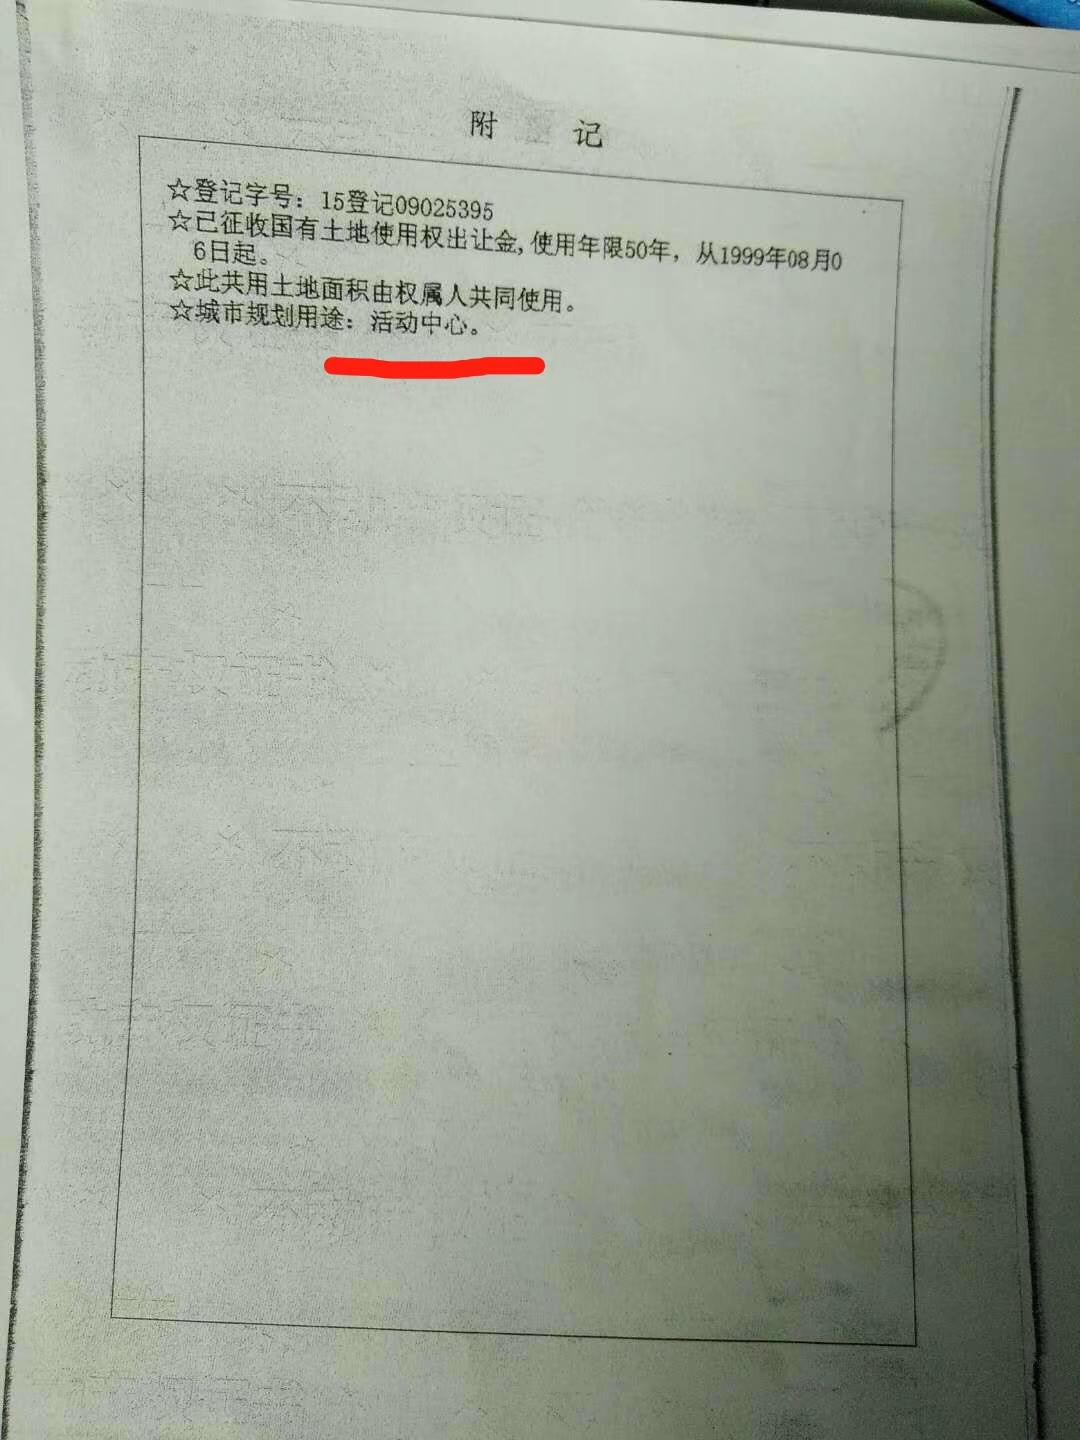 附 记
☆登记字号：15登记09025395
☆已征收国有土地使用权出让金,使用年限50年，从1999年08月0
6日起。
☆此共用土地面积由权属人共同使用。
☆城市规划用途：活动中心。